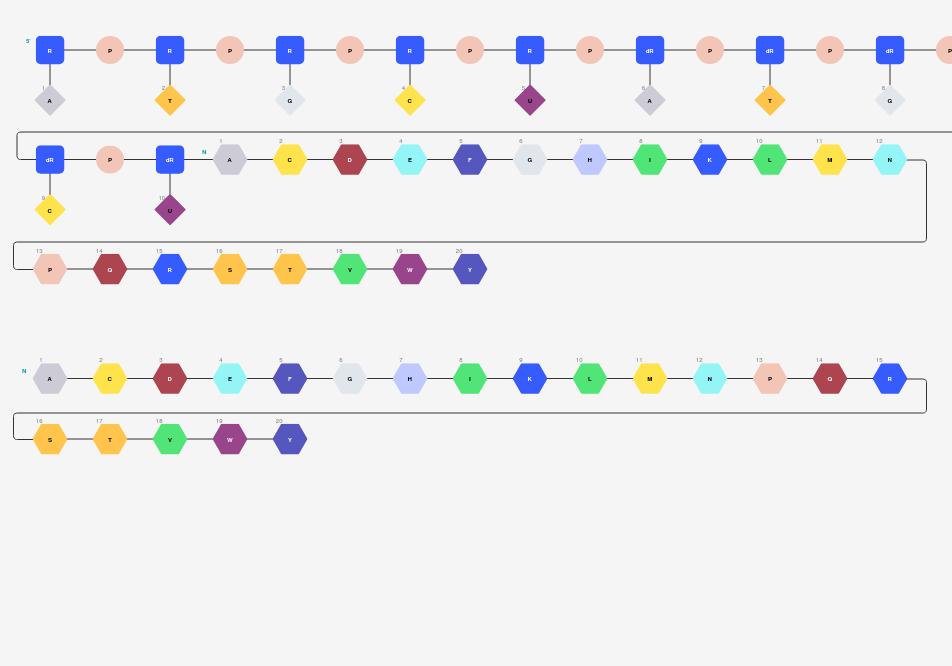 5' R P R P R P R P R P dR P dR P dR P
1 2 3 4 5 6 7 8
A T G C U A T G
1 2 3 4 5 6 7 8 9 10 11 12
dR P dR N A C D E F G H I K L M N
9 10
C U
13 14 15 16 17 18 19 20
P Q R S T V W Y
1 2 3 4 5 6 7 8 9 10 11 12 13 14 15
N A C D E F G H I K L M N P Q R
16 17 18 19 20
S T V W Y